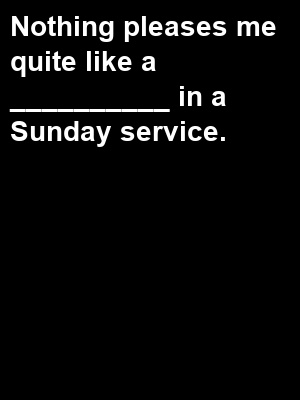 Nothing pleases me
quite like a
__________ in a
Sunday service.